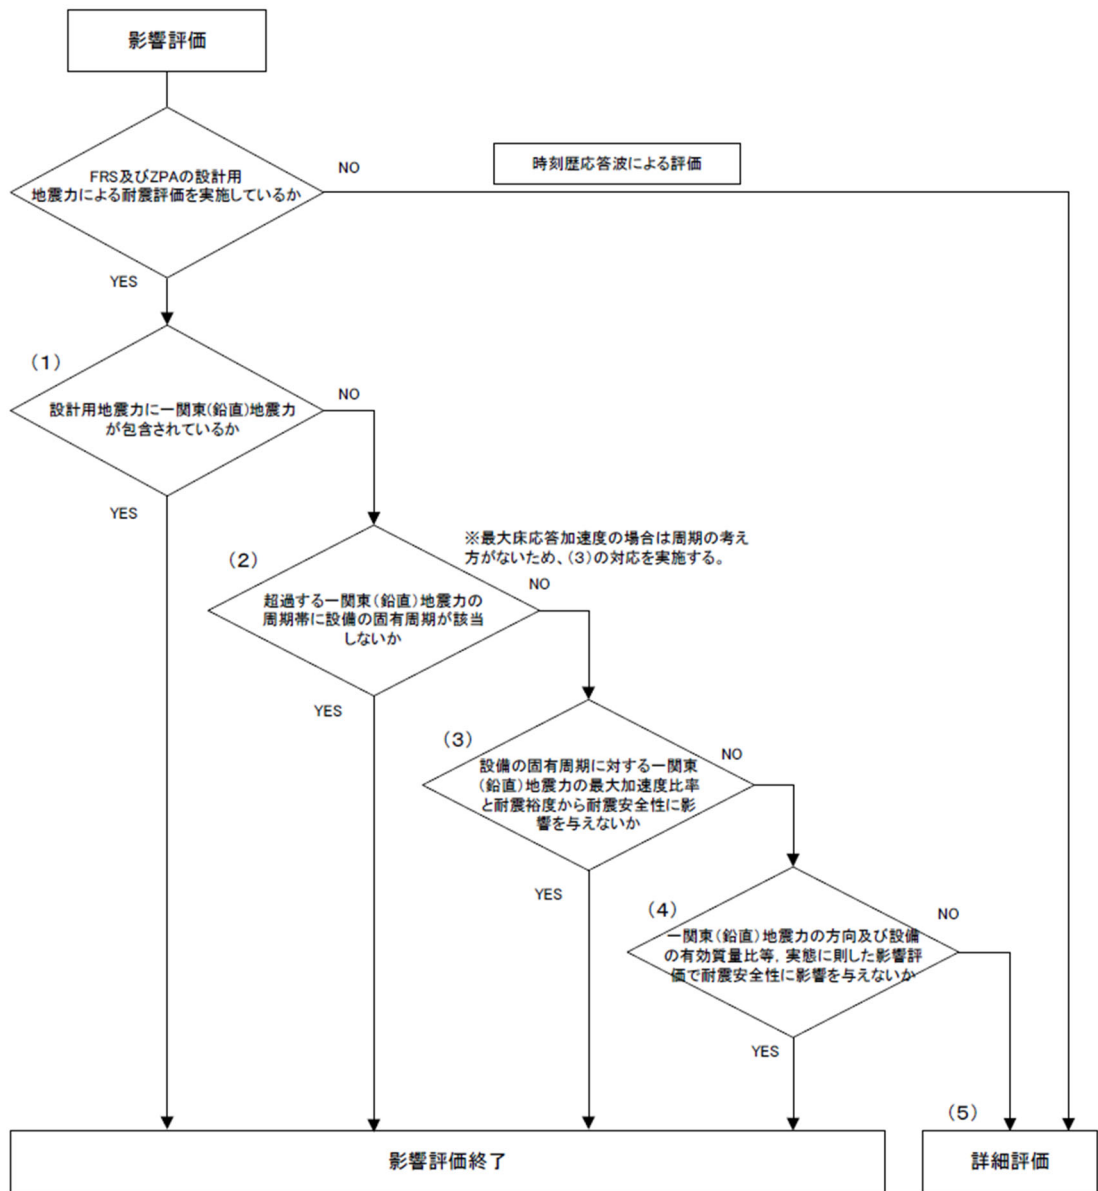 影響評価
FRS及びZPAの設計用
地震力による耐震評価を実施しているか
NO
時刻歴応答波による評価
YES
(1)
設計用地震力に一関東(鉛直)地震力
が包含されているか
NO
YES
※最大床応答加速度の場合は周期の考え
方がないため、(3)の対応を実施する。
(2)
超過する一関東(鉛直)地震力の
周期帯に設備の固有周期が該当
しないか
NO
YES
(3)
設備の固有周期に対する一関東
(鉛直)地震力の最大加速度比率
と耐震裕度から耐震安全性に影
響を与えないか
NO
YES
(4)
一関東(鉛直)地震力の方向及び設備
の有効質量比等,実態に則した影響評
価で耐震安全性に影響を与えないか
NO
YES
(5)
影響評価終了
詳細評価